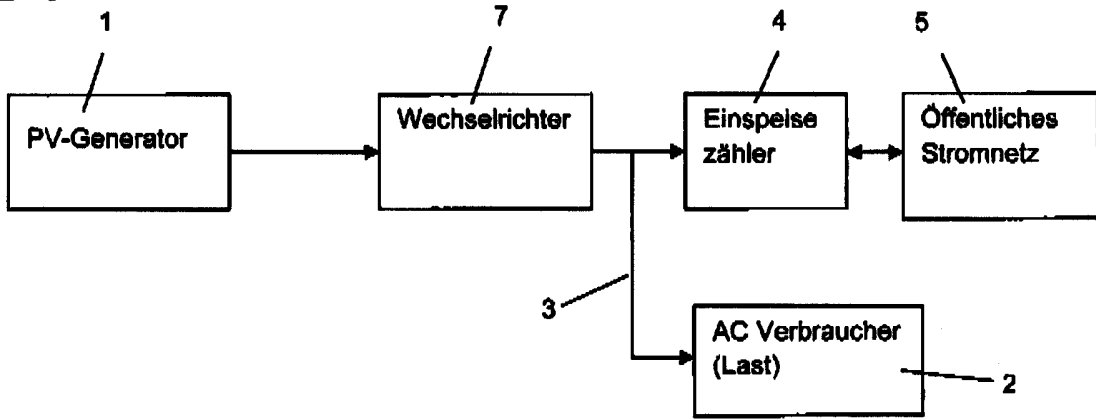 1
7
4
5
PV-Generator
Wechselrichter
Einspeise
zähler
Öffentliches
Stromnetz
3
AC Verbraucher
(Last)
2